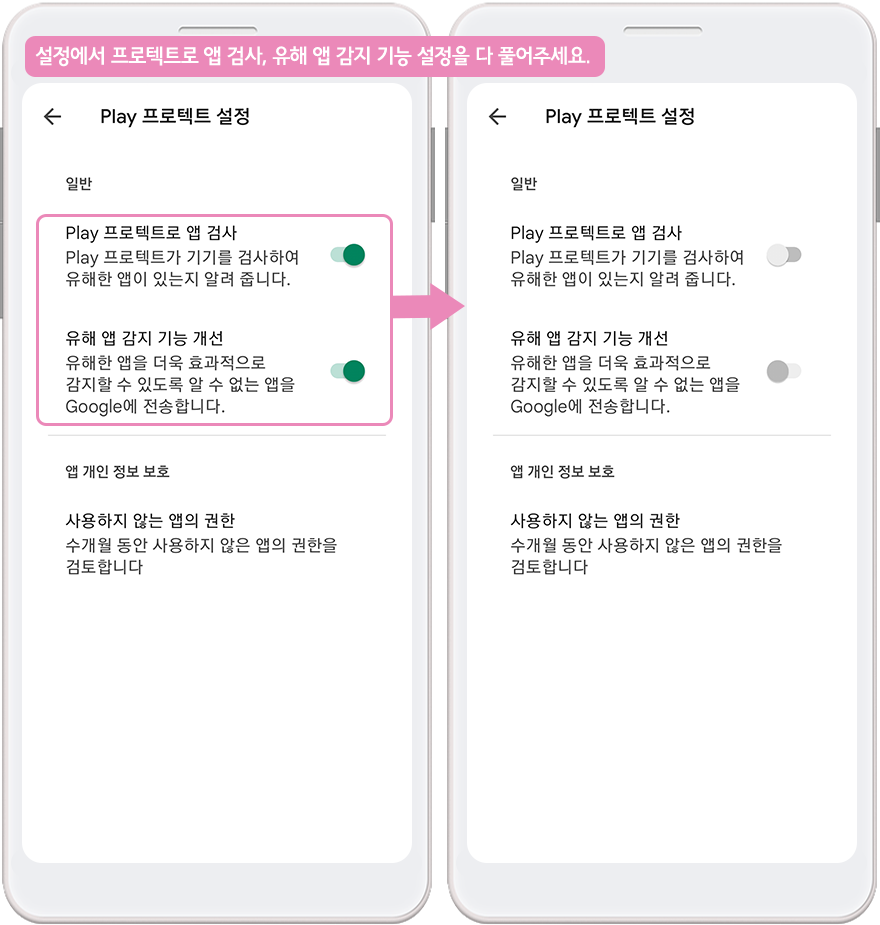 설정에서 프로텍트로 앱 검사, 유해 앱 감지 기능 설정을 다 풀어주세요.
Play 프로텍트 설정
일반
Play 프로텍트로 앱 검사
Play 프로텍트가 기기를 검사하여
유해한 앱이 있는지 알려 줍니다.
유해 앱 감지 기능 개선
유해한 앱을 더욱 효과적으로
감지할 수 있도록 알 수 없는 앱을
Google에 전송합니다.
앱 개인 정보 보호
사용하지 않는 앱의 권한
수개월 동안 사용하지 않은 앱의 권한을
검토합니다
Play 프로텍트 설정
일반
Play 프로텍트로 앱 검사
Play 프로텍트가 기기를 검사하여
유해한 앱이 있는지 알려 줍니다.
유해 앱 감지 기능 개선
유해한 앱을 더욱 효과적으로
감지할 수 있도록 알 수 없는 앱을
Google에 전송합니다.
앱 개인 정보 보호
사용하지 않는 앱의 권한
수개월 동안 사용하지 않은 앱의 권한을
검토합니다